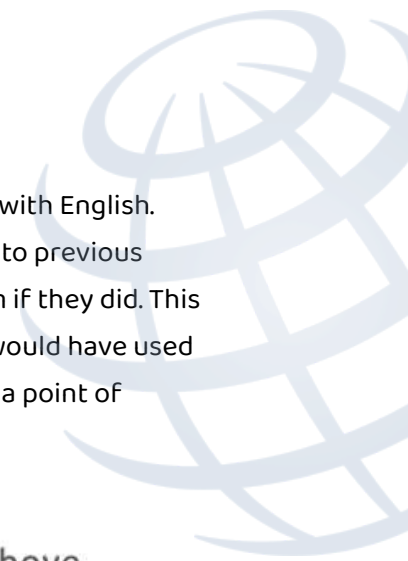 with English.
to previous
if they did. This
would have used
a point of